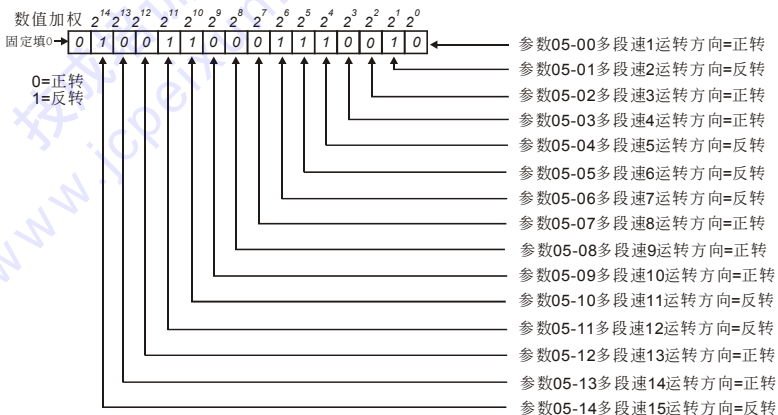 数值加权 2^14 2^13 2^12 2^11 2^10 2^9 2^8 2^7 2^6 2^5 2^4 2^3 2^2 2^1 2^0
固定填0 0 1 0 0 1 1 0 0 0 1 1 1 0 0 1 0
0=正转
1=反转
参数05-00多段速1运转方向=正转
参数05-01多段速2运转方向=反转
参数05-02多段速3运转方向=正转
参数05-03多段速4运转方向=正转
参数05-04多段速5运转方向=反转
参数05-05多段速6运转方向=反转
参数05-06多段速7运转方向=反转
参数05-07多段速8运转方向=正转
参数05-08多段速9运转方向=正转
参数05-09多段速10运转方向=正转
参数05-10多段速11运转方向=反转
参数05-11多段速12运转方向=反转
参数05-12多段速13运转方向=正转
参数05-13多段速14运转方向=正转
参数05-14多段速15运转方向=反转